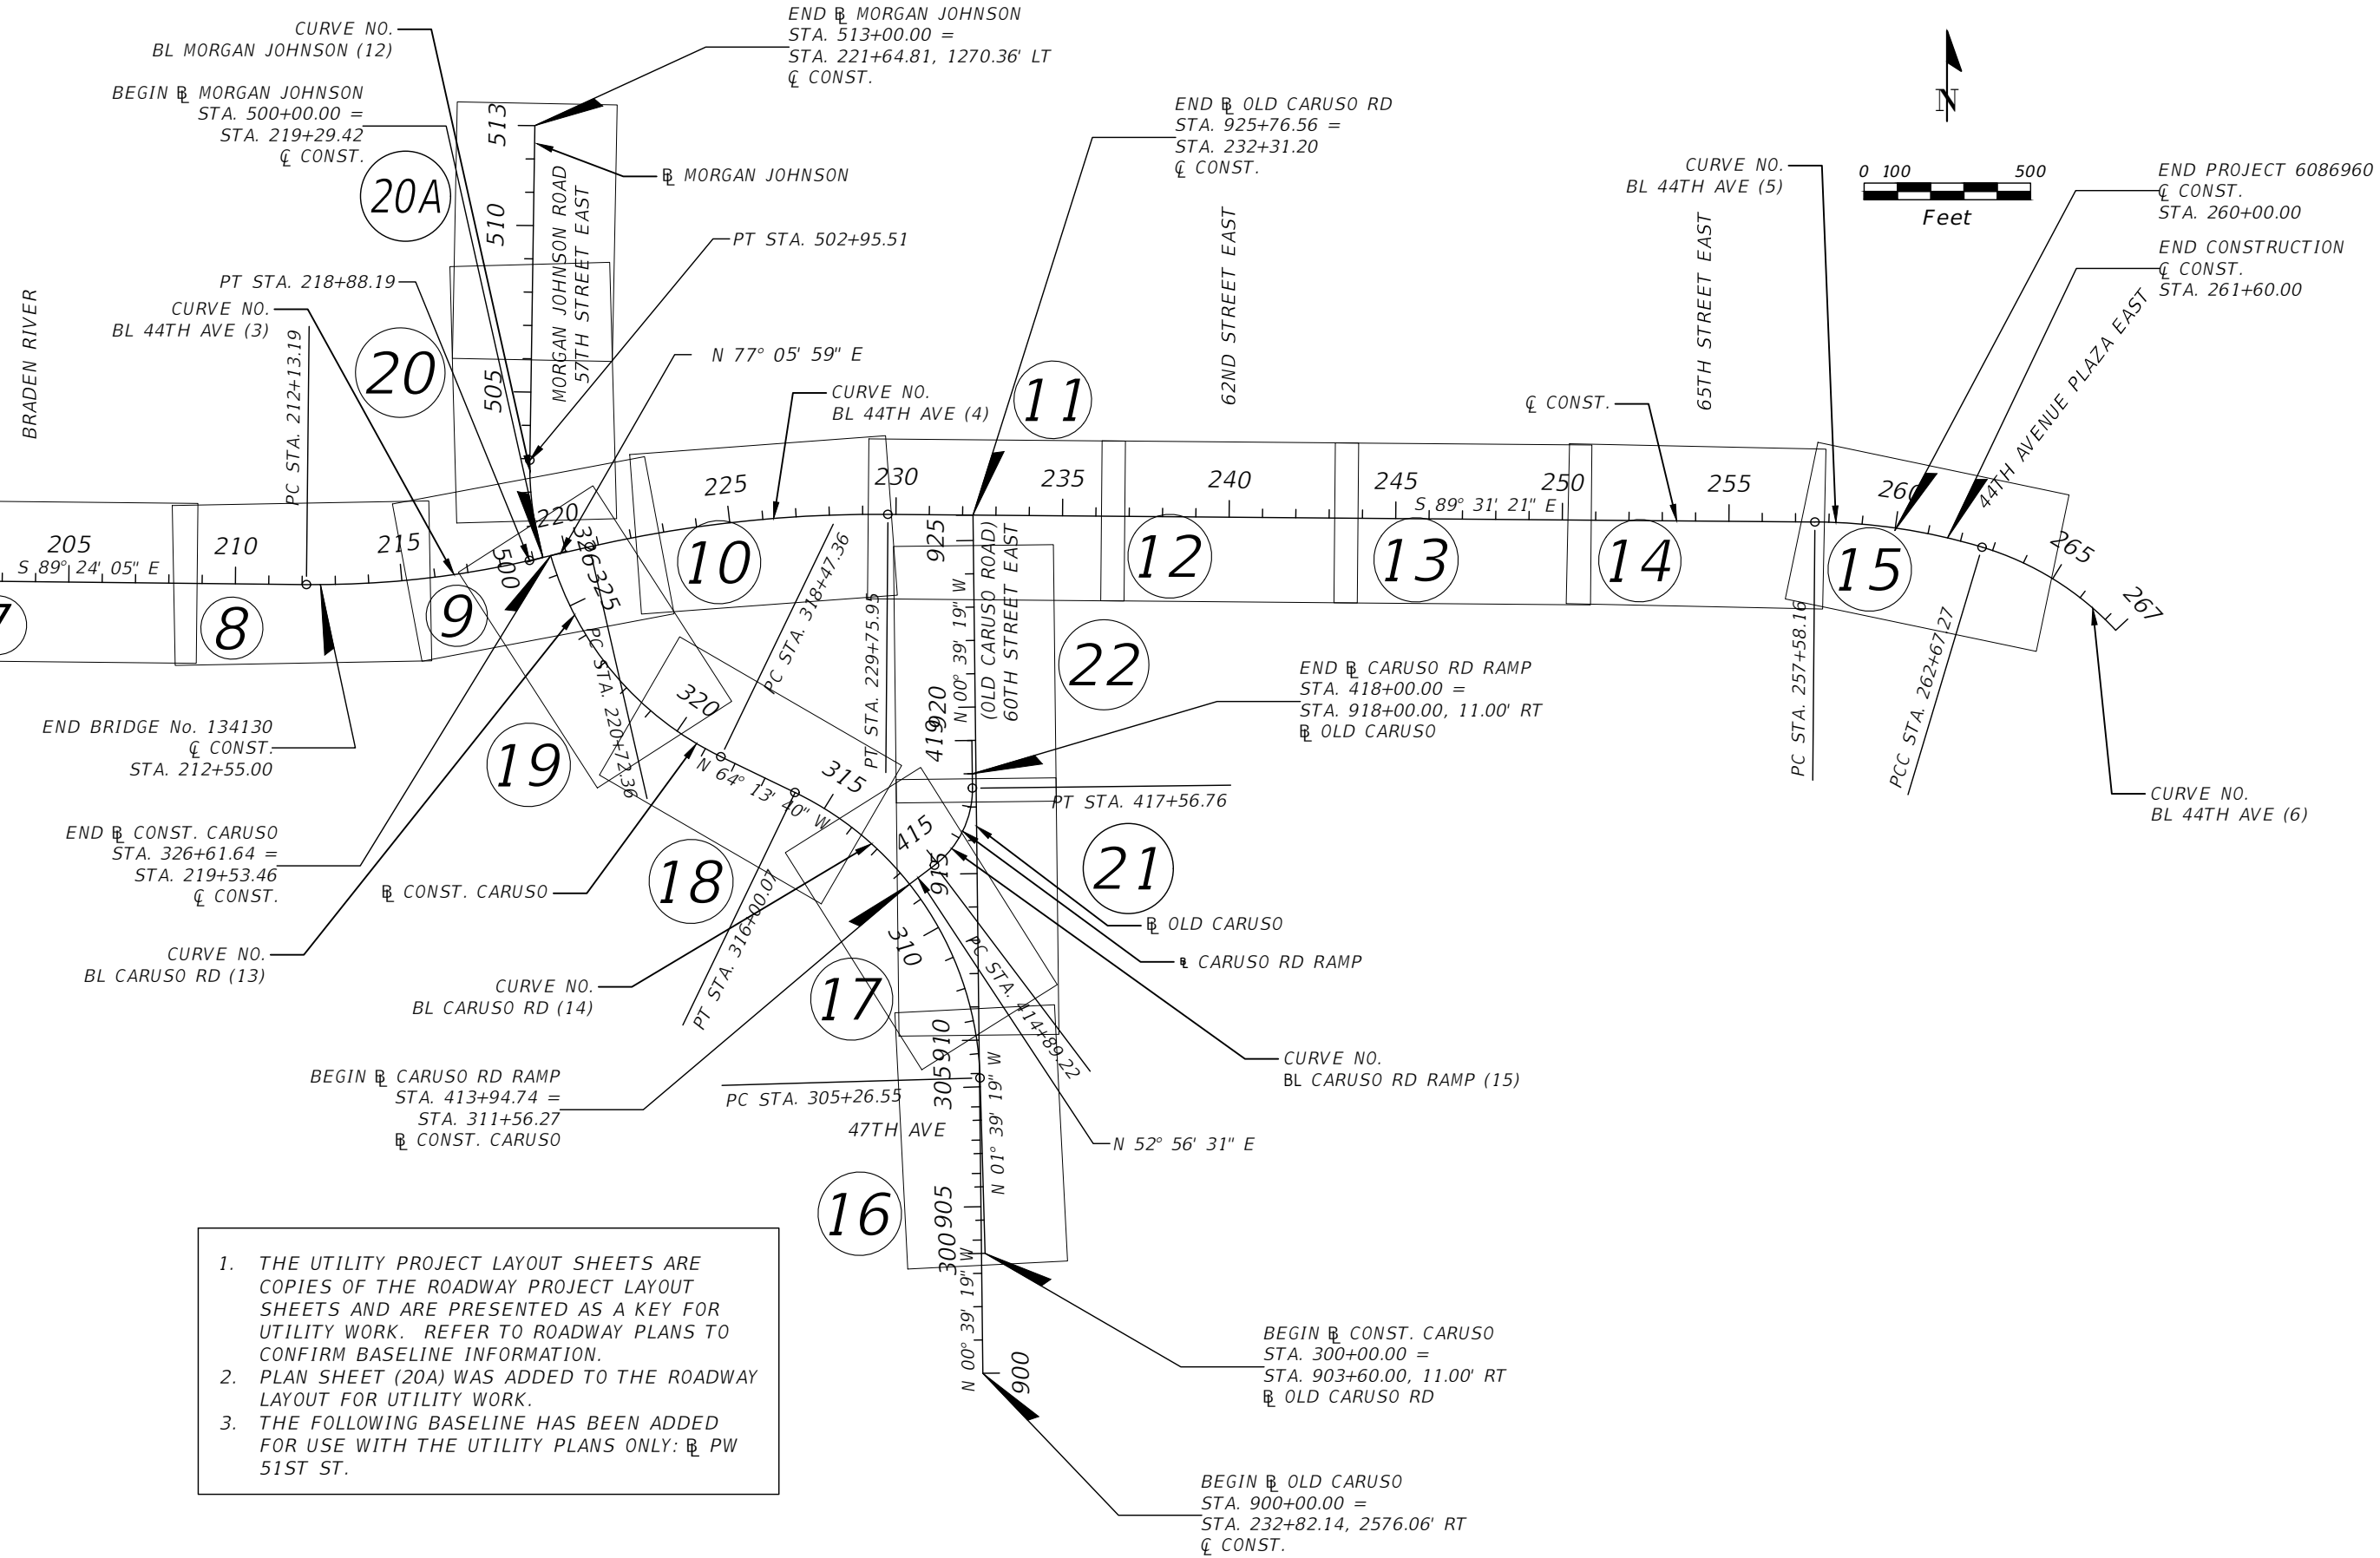 CURVE NO.
BL MORGAN JOHNSON (12)
END ℄ MORGAN JOHNSON
STA. 513+00.00 =
STA. 221+64.81, 1270.36' LT
℄ CONST.
BEGIN ℄ MORGAN JOHNSON
STA. 500+00.00 =
STA. 219+29.42
℄ CONST.
20A
513
510
505
500
MORGAN JOHNSON ROAD
57TH STREET EAST
℄ MORGAN JOHNSON
PT STA. 502+95.51
END ℄ OLD CARUSO RD
STA. 925+76.56 =
STA. 232+31.20
℄ CONST.
N
0 100 500
Feet
CURVE NO.
BL 44TH AVE (5)
END PROJECT 6086960
℄ CONST.
STA. 260+00.00
END CONSTRUCTION
℄ CONST.
STA. 261+60.00
62ND STREET EAST
65TH STREET EAST
44TH AVENUE PLAZA EAST
BRADEN RIVER
PT STA. 218+88.19
CURVE NO.
BL 44TH AVE (3)
PC STA. 212+13.19
20
N 77° 05' 59" E
CURVE NO.
BL 44TH AVE (4)
11
℄ CONST.
205
210
215
220
225
230
235
240
245
250
255
260
265
267
S 89° 24' 05" E
S 89° 31' 21" E
7
8
9
10
12
13
14
15
326
325
PC STA. 220+72.36
PC STA. 318+47.36
PT STA. 229+75.95
925
N 00° 39' 19" W
(OLD CARUSO ROAD)
60TH STREET EAST
22
PC STA. 257+58.16
PCC STA. 262+67.27
CURVE NO.
BL 44TH AVE (6)
END BRIDGE No. 134130
℄ CONST.
STA. 212+55.00
19
320
N 64° 13' 40" W
315
920
419
END ℄ CARUSO RD RAMP
STA. 418+00.00 =
STA. 918+00.00, 11.00' RT
℄ OLD CARUSO
PT STA. 417+56.76
END ℄ CONST. CARUSO
STA. 326+61.64 =
STA. 219+53.46
℄ CONST.
℄ CONST. CARUSO
18
415
915
21
CURVE NO.
BL CARUSO RD (13)
CURVE NO.
BL CARUSO RD (14)
PT STA. 316+00.07
310
17
PC STA. 414+89.22
℄ OLD CARUSO
℄ CARUSO RD RAMP
CURVE NO.
BL CARUSO RD RAMP (15)
BEGIN ℄ CARUSO RD RAMP
STA. 413+94.74 =
STA. 311+56.27
℄ CONST. CARUSO
910
305
PC STA. 305+26.55
47TH AVE
N 01° 39' 19" W
N 52° 56' 31" E
16
905
300
N 00° 39' 19" W
900
BEGIN ℄ CONST. CARUSO
STA. 300+00.00 =
STA. 903+60.00, 11.00' RT
℄ OLD CARUSO RD
BEGIN ℄ OLD CARUSO
STA. 900+00.00 =
STA. 232+82.14, 2576.06' RT
℄ CONST.
1. THE UTILITY PROJECT LAYOUT SHEETS ARE
COPIES OF THE ROADWAY PROJECT LAYOUT
SHEETS AND ARE PRESENTED AS A KEY FOR
UTILITY WORK. REFER TO ROADWAY PLANS TO
CONFIRM BASELINE INFORMATION.
2. PLAN SHEET (20A) WAS ADDED TO THE ROADWAY
LAYOUT FOR UTILITY WORK.
3. THE FOLLOWING BASELINE HAS BEEN ADDED
FOR USE WITH THE UTILITY PLANS ONLY: ℄ PW
51ST ST.